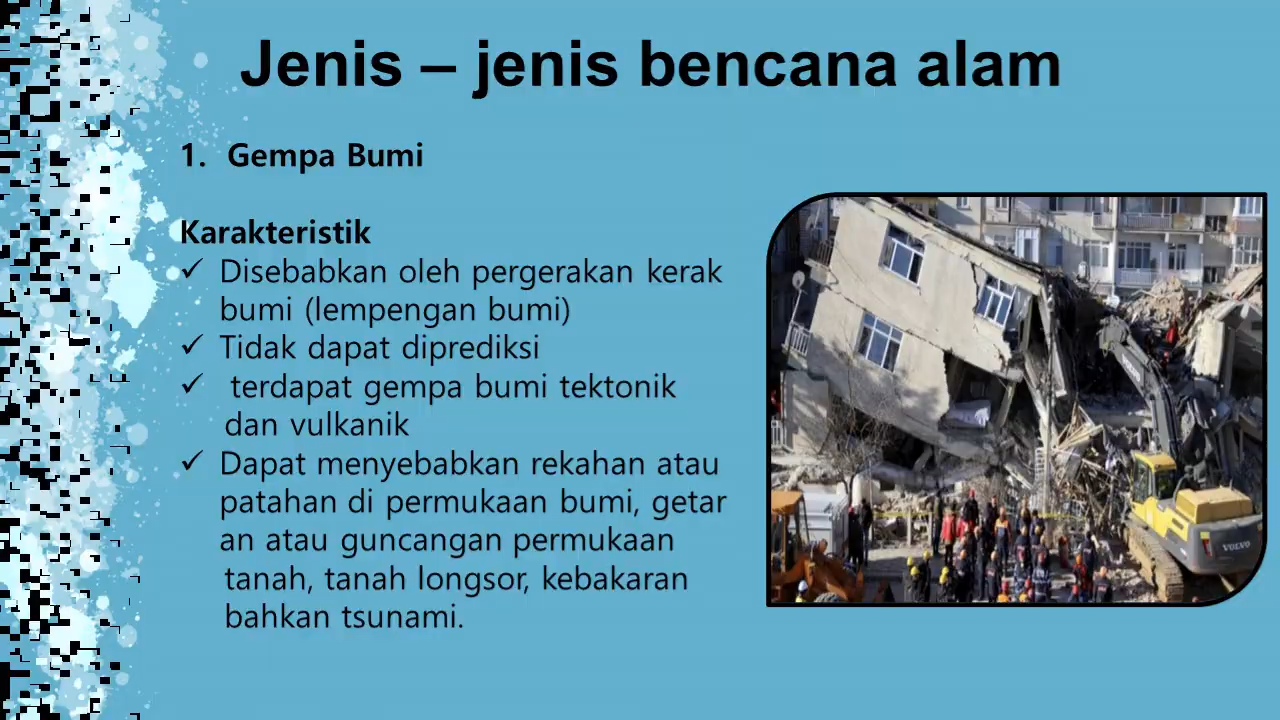 Jenis – jenis bencana alam
1. Gempa Bumi
Karakteristik
✓ Disebabkan oleh pergerakan kerak
bumi (lempengan bumi)
✓ Tidak dapat diprediksi
✓ terdapat gempa bumi tektonik
dan vulkanik
✓ Dapat menyebabkan rekahan atau
patahan di permukaan bumi, getar
an atau guncangan permukaan
tanah, tanah longsor, kebakaran
bahkan tsunami.
VOLVO